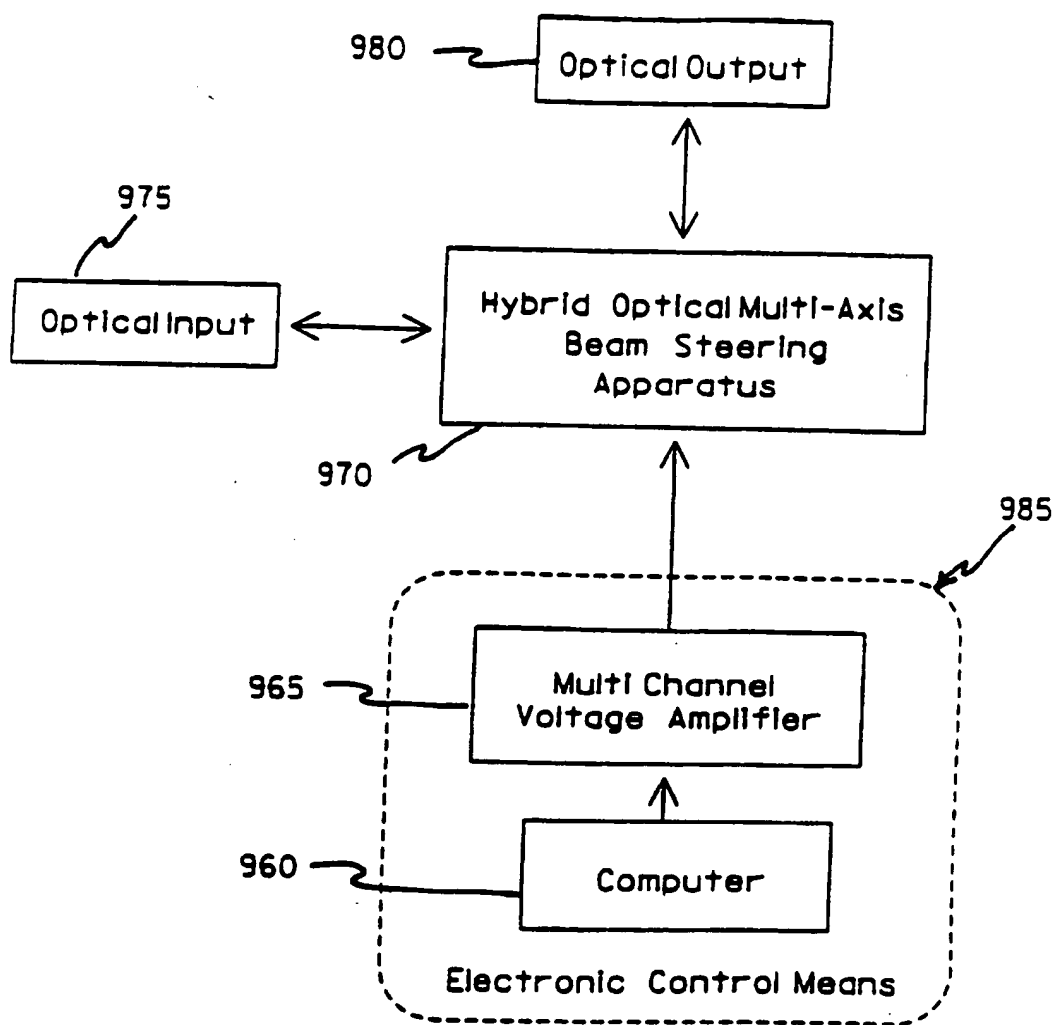 980
Optical Output
975
Optical Input
Hybrid Optical Multi-Axis
Beam Steering
Apparatus
970
985
965
Multi Channel
Voltage Amplifier
960
Computer
Electronic Control Means